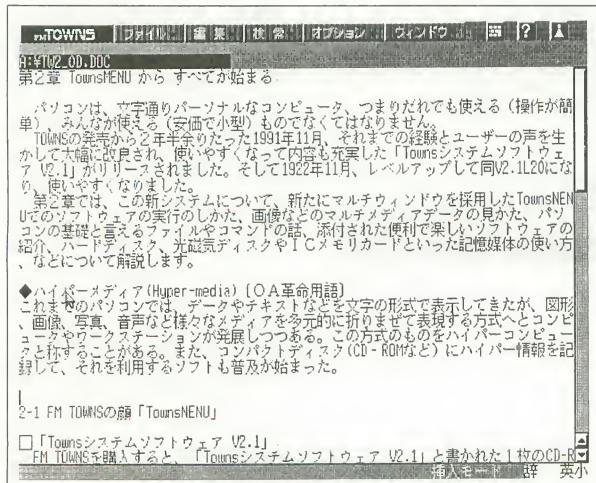 TOWNS ファイル 編集 検索 オプション ウィンドウ ?
A:¥TW2_OD.DOC
第2章 TownsMENU から すべてが始まる
パソコンは、文字通りパーソナルなコンピュータ、つまりだれでも使える（操作が簡
単） みんなが使える（安価で小型）ものでなくてはなりません。
TOWNSの発売から2年半余りたった1991年11月、それまでの経験とユーザーの声を生
かして大幅に改良され、使いやすくなって内容も充実した「Townsシステムソフトウェ
ア V2.1」がリリースされました。そして1922年11月、レベルアップして同V2.1L20にな
り、使いやすくなりました。
第2章では、この新システムについて、新たにマルチウィンドウを採用したTownsNEN
Uでのソフトウェアの実行のしかた、画像などのマルチメディアデータの見かた、パソ
コンの基礎と言えるファイルやコマンドの話、添付された便利で楽しいソフトウェアの
紹介、ハードディスク、光磁気ディスクやＩＣメモリカードといった記憶媒体の使い方
、などについて解説します。
◆ハイパーメディア(Hyper-media)〔ＯＡ革命用語〕
これまでのパソコンでは、データやテキストなどを文字の形式で表示してきたが、図形
、画像、写真、音声など様々なメディアを多元的に折りまぜて表現する方式へとコンピ
ュータやワークステーションが発展しつつある。この方式のものをハイパーコンピュー
タと称することがある。また、コンパクトディスク(CD-ROMなど)にハイパー情報を記
録して、それを利用するソフトも普及が始まった。
2-1 FM TOWNSの顔「TownsNENU」
□「Townsシステムソフトウェア V2.1」
FM TOWNSを購入すると、「Townsシステムソフトウェア V2.1」と書かれた１枚のCD-R
挿入モード 辞 英小